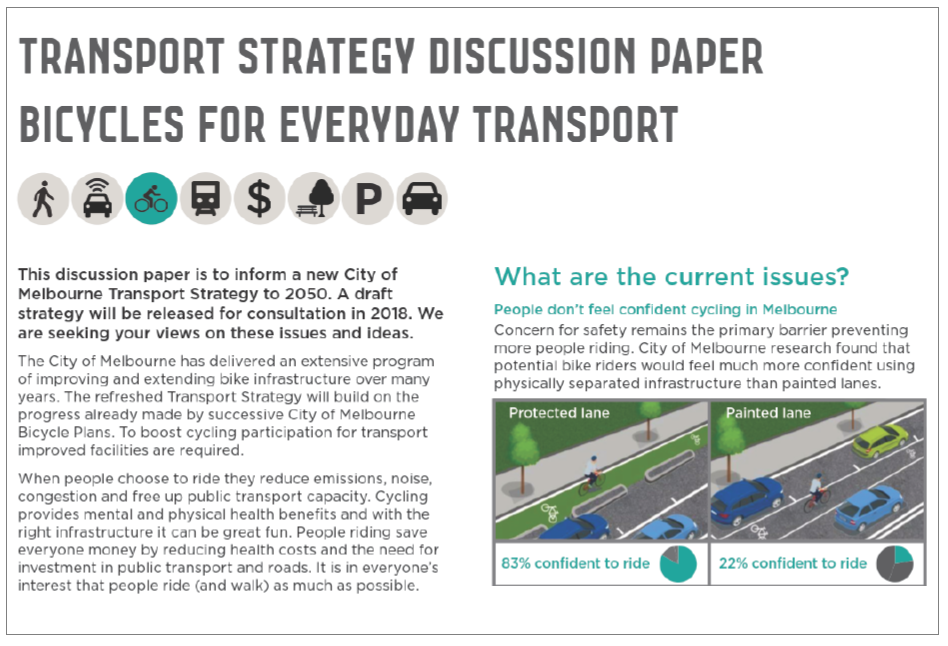 TRANSPORT STRATEGY DISCUSSION PAPER
BICYCLES FOR EVERYDAY TRANSPORT
$
P
This discussion paper is to inform a new City of
Melbourne Transport Strategy to 2050. A draft
strategy will be released for consultation in 2018. We
are seeking your views on these issues and ideas.
The City of Melbourne has delivered an extensive program
of improving and extending bike infrastructure over many
years. The refreshed Transport Strategy will build on the
progress already made by successive City of Melbourne
Bicycle Plans. To boost cycling participation for transport
improved facilities are required.
When people choose to ride they reduce emissions, noise,
congestion and free up public transport capacity. Cycling
provides mental and physical health benefits and with the
right infrastructure it can be great fun. People riding save
everyone money by reducing health costs and the need for
investment in public transport and roads. It is in everyone's
interest that people ride (and walk) as much as possible.
What are the current issues?
People don't feel confident cycling in Melbourne
Concern for safety remains the primary barrier preventing
more people riding. City of Melbourne research found that
potential bike riders would feel much more confident using
physically separated infrastructure than painted lanes.
Protected lane
Painted lane
83% confident to ride
22% confident to ride